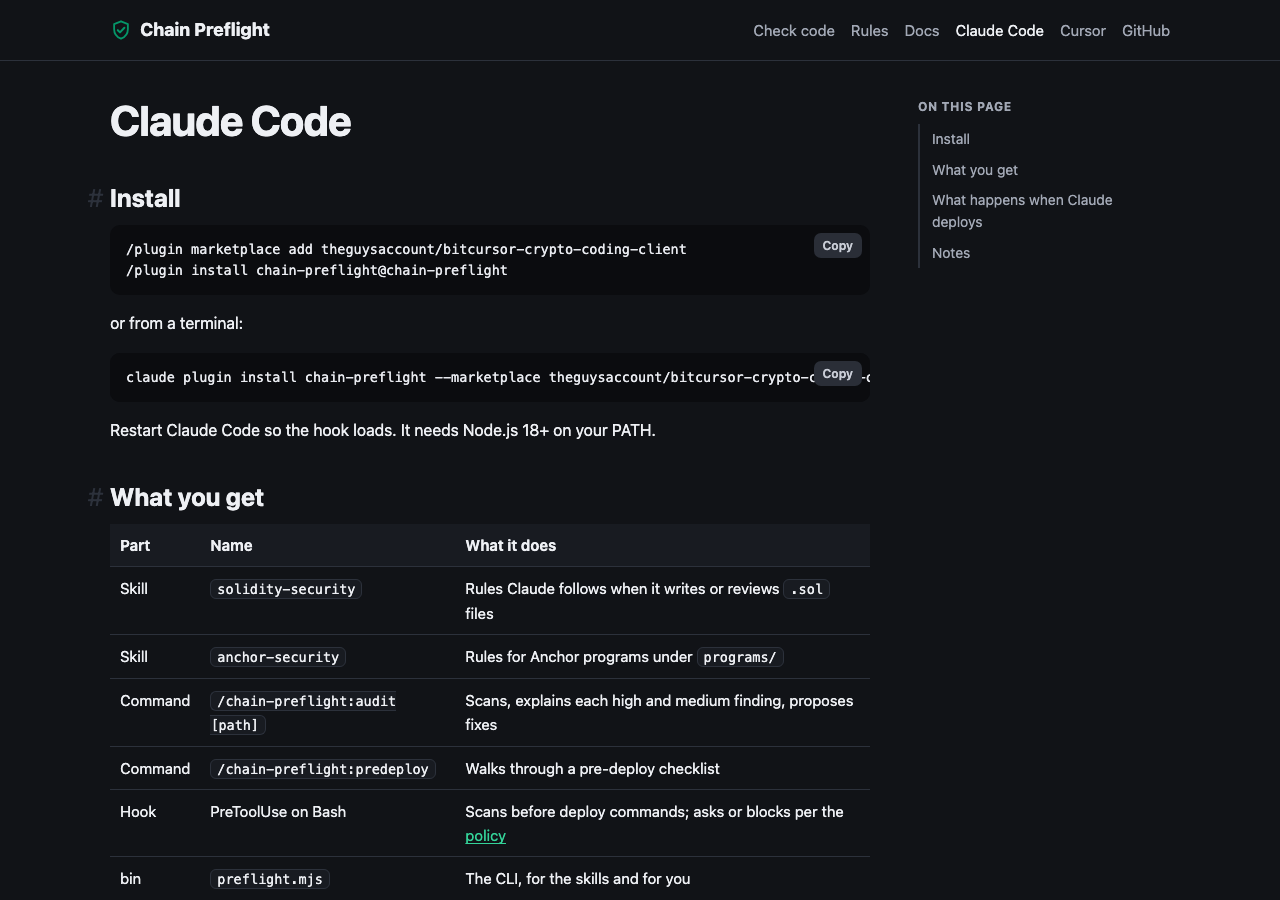 Chain Preflight
Check code Rules Docs Claude Code Cursor GitHub
Claude Code
ON THIS PAGE
Install
What you get
What happens when Claude
deploys
Notes
# Install
/plugin marketplace add theguysaccount/bitcursor-crypto-coding-client
/plugin install chain-preflight@chain-preflight
Copy
or from a terminal:
claude plugin install chain-preflight --marketplace theguysaccount/bitcursor-crypto-
Copy
Restart Claude Code so the hook loads. It needs Node.js 18+ on your PATH.
# What you get
Part Name What it does
Skill solidity-security Rules Claude follows when it writes or reviews .sol
files
Skill anchor-security Rules for Anchor programs under programs/
Command /chain-preflight:audit Scans, explains each high and medium finding, proposes
[path] fixes
Command /chain-preflight:predeploy Walks through a pre-deploy checklist
Hook PreToolUse on Bash Scans before deploy commands; asks or blocks per the
policy
bin preflight.mjs The CLI, for the skills and for you